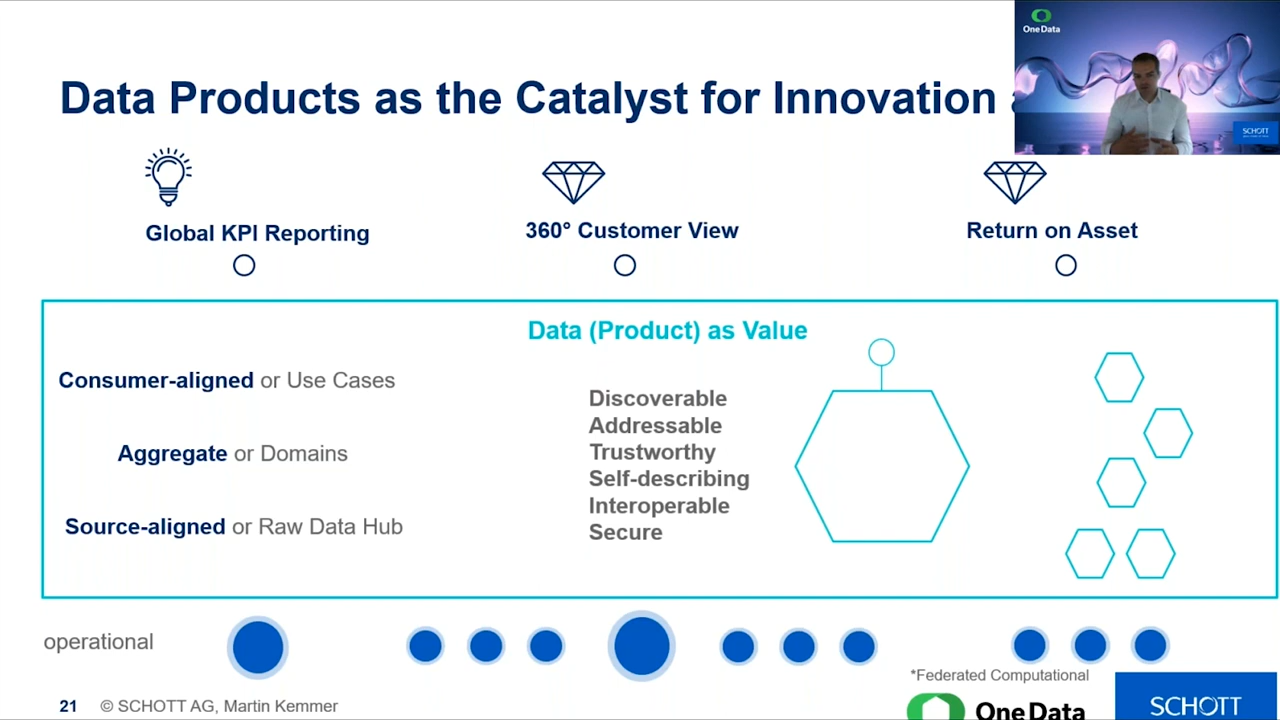 One Data
Data Products as the Catalyst for Innovation
SCHOTT
Global KPI Reporting
360° Customer View
Return on Asset
Data (Product) as Value
Consumer-aligned or Use Cases
Aggregate or Domains
Source-aligned or Raw Data Hub
Discoverable
Addressable
Trustworthy
Self-describing
Interoperable
Secure
operational
*Federated Computational
21 © SCHOTT AG, Martin Kemmer
One Data
SCHOTT